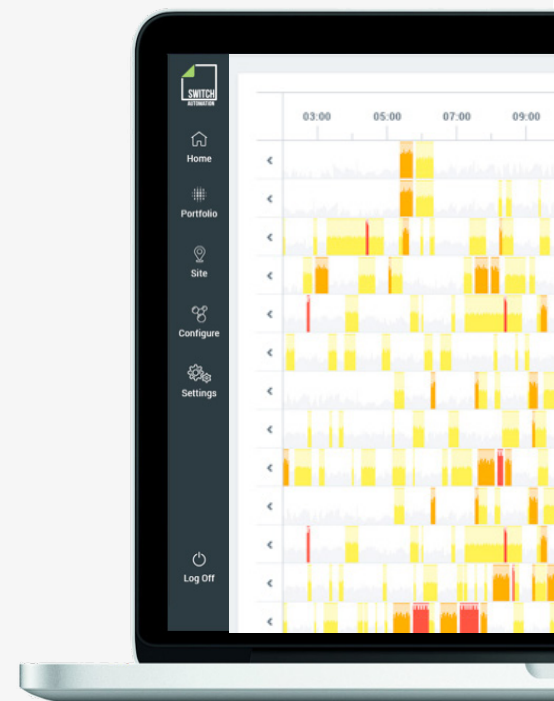 SWITCH
AUTOMATION
03:00 05:00 07:00 09:00
Home
Portfolio
Site
Configure
Settings
Log Off